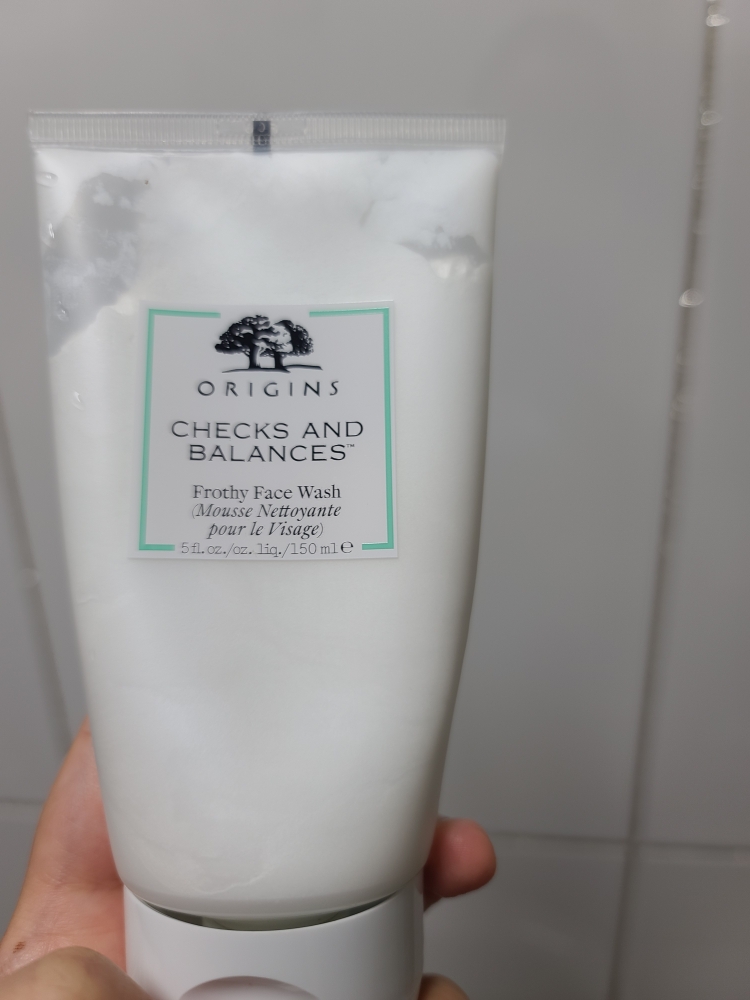 ORIGINS
CHECKS AND
BALANCES™
Frothy Face Wash
(Mousse Nettoyante
pour le Visage)
5 fl. oz./oz. liq./150 ml ℮